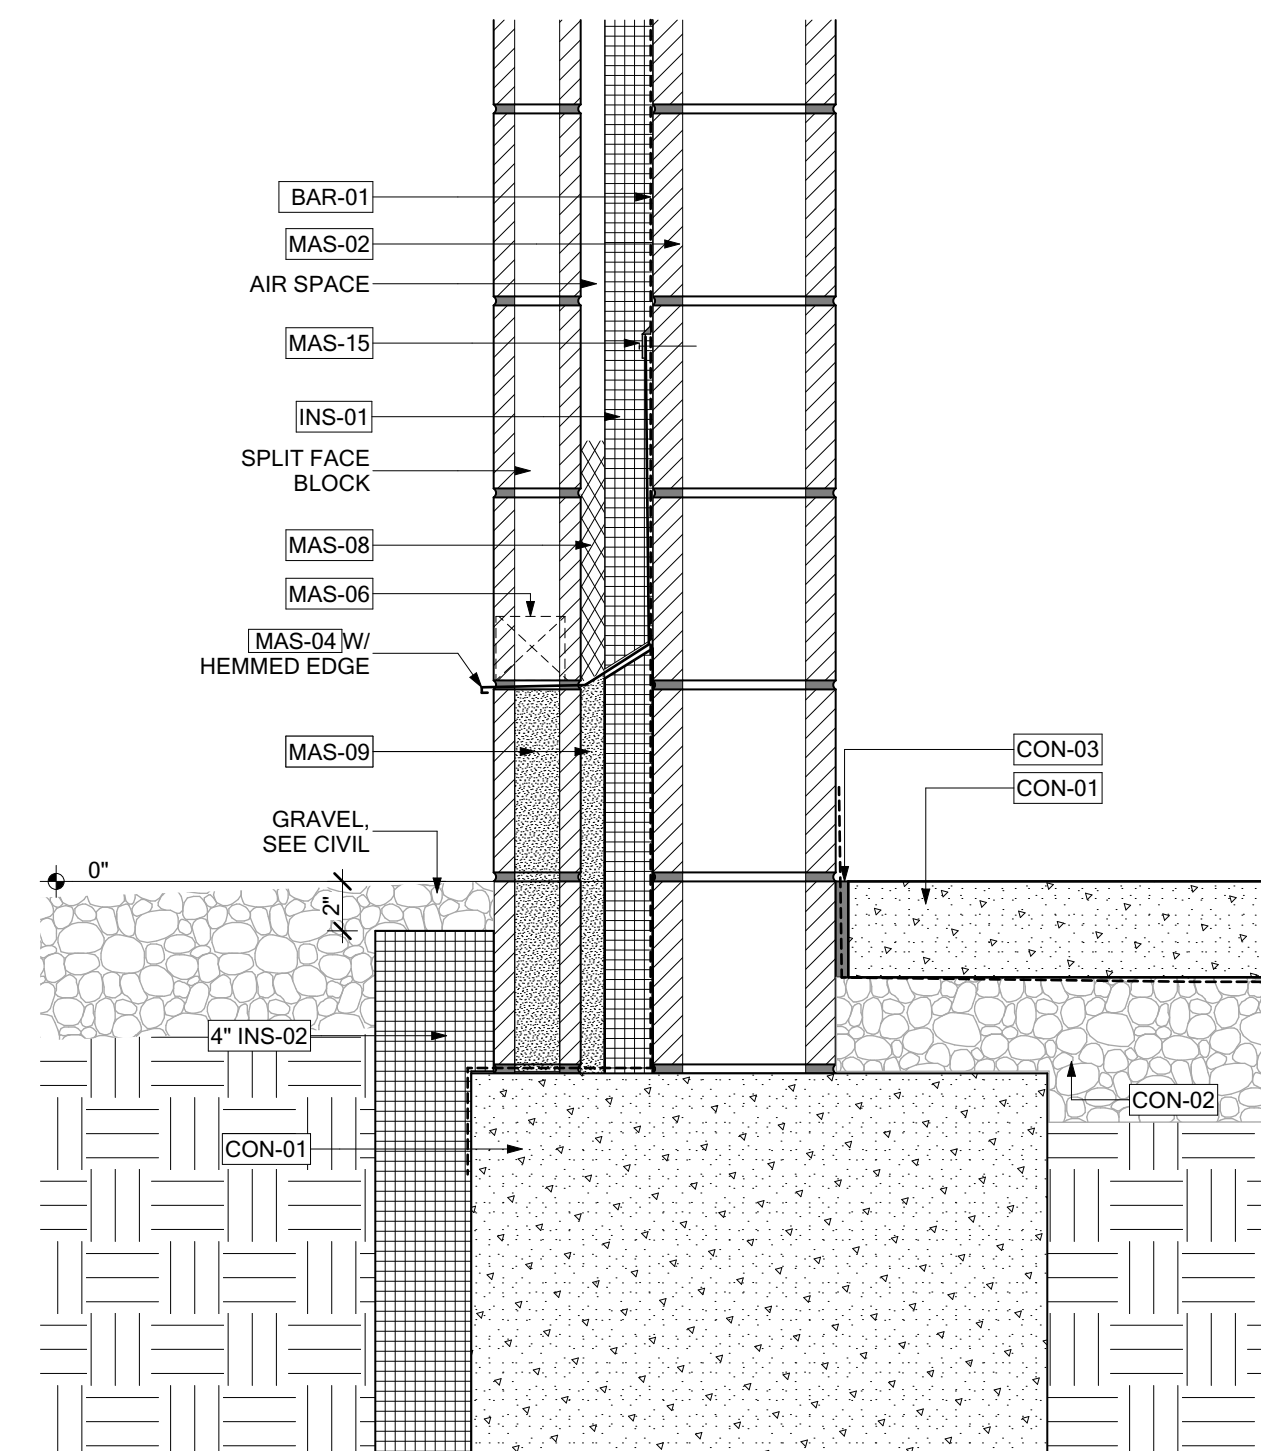 BAR-01
MAS-02
AIR SPACE
MAS-15
INS-01
SPLIT FACE
BLOCK
MAS-08
MAS-06
MAS-04 W/
HEMMED EDGE
MAS-09
CON-03
CON-01
GRAVEL,
SEE CIVIL
0"
2"
4" INS-02
CON-02
CON-01